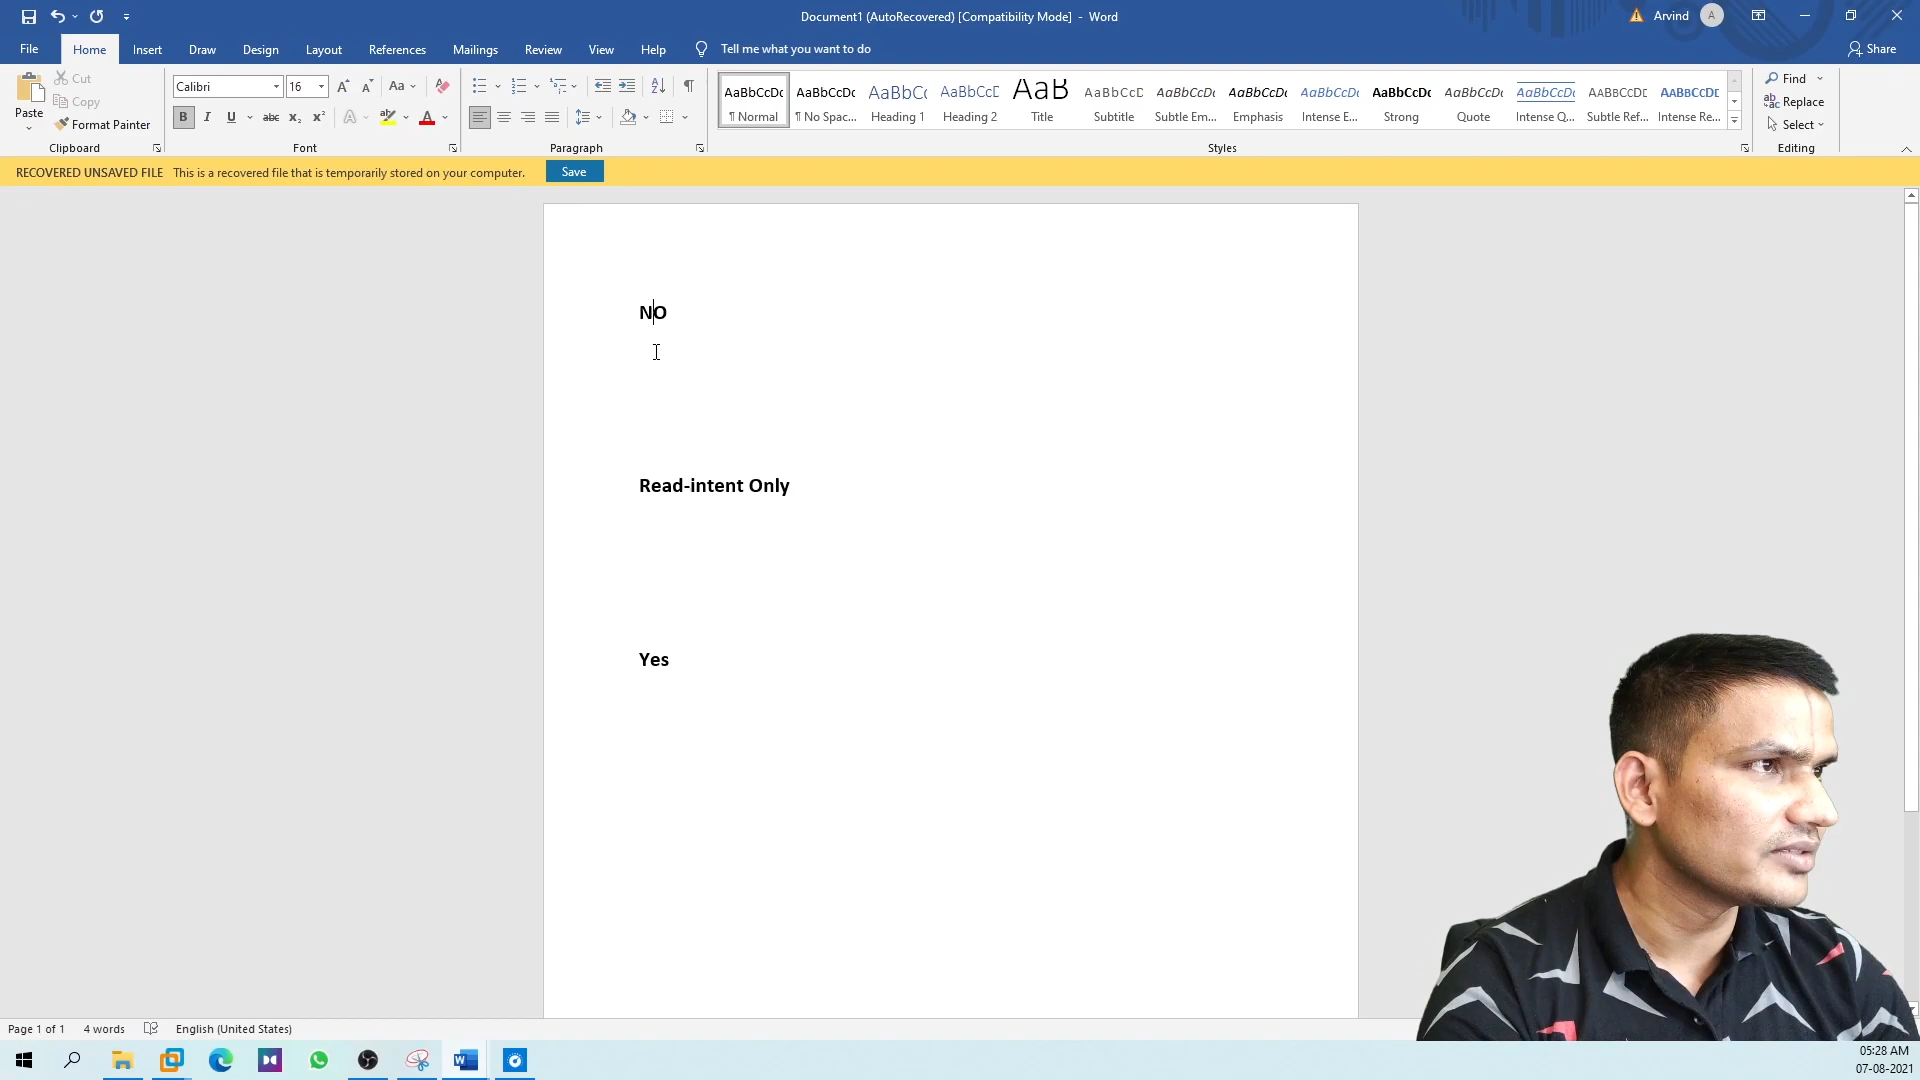 Document1 (AutoRecovered) [Compatibility Mode] - Word
Arvind
A
File Home Insert Draw Design Layout References Mailings Review View Help Tell me what you want to do
Share
Paste
Cut
Copy
Format Painter
Clipboard
Calibri
16
Font
Paragraph
AaBbCcDc
¶ Normal
AaBbCcDc
¶ No Spac...
AaBbCc
Heading 1
AaBbCcD
Heading 2
AaB
Title
AaBbCcD
Subtitle
AaBbCcDc
Subtle Em...
AaBbCcDc
Emphasis
AaBbCcDc
Intense E...
AaBbCcDc
Strong
AaBbCcDc
Quote
AaBbCcDc
Intense Q...
AABBCCDE
Subtle Ref...
AABBCCDE
Intense Re...
Styles
Find
Replace
Select
Editing
RECOVERED UNSAVED FILE This is a recovered file that is temporarily stored on your computer. Save
NO
Read-intent Only
Yes
Page 1 of 1 4 words English (United States)
05:28 AM
07-08-2021